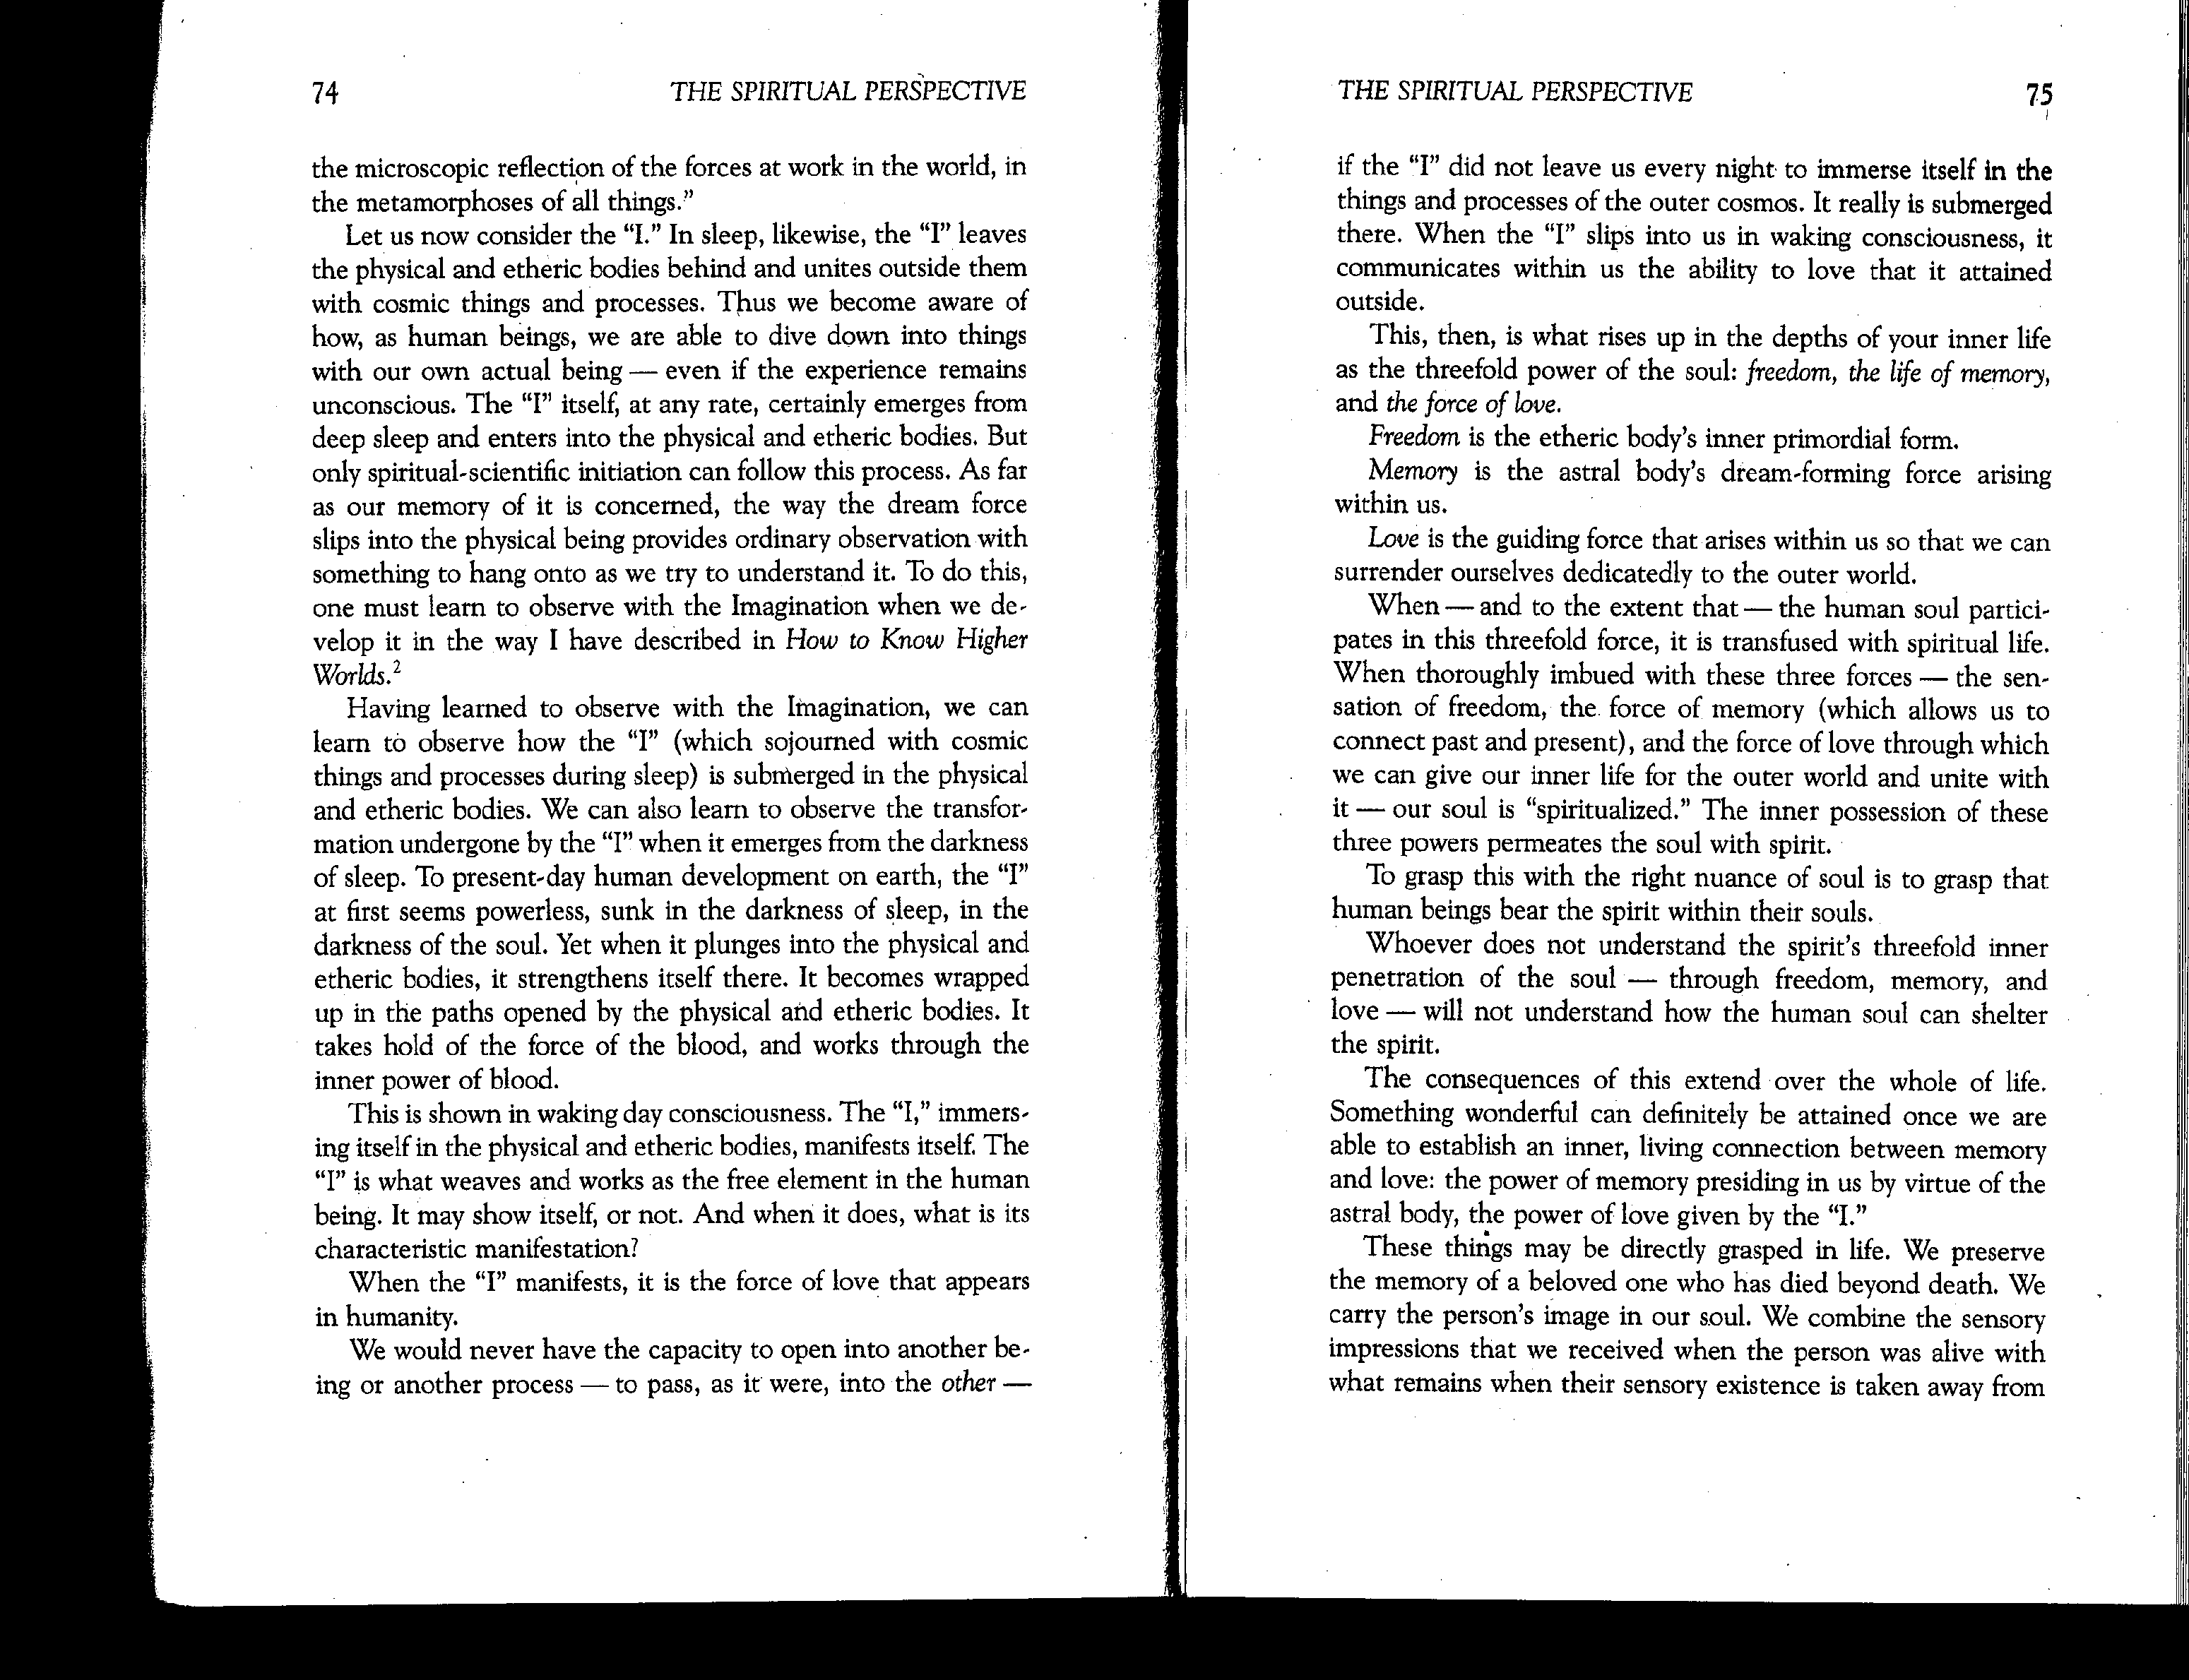 74 THE SPIRITUAL PERSPECTIVE
the microscopic reflection of the forces at work in the world, in
the metamorphoses of all things.”
Let us now consider the “I.” In sleep, likewise, the “I” leaves
the physical and etheric bodies behind and unites outside them
with cosmic things and processes. Thus we become aware of
how, as human beings, we are able to dive down into things
with our own actual being — even if the experience remains
unconscious. The “I” itself, at any rate, certainly emerges from
deep sleep and enters into the physical and etheric bodies. But
only spiritual-scientific initiation can follow this process. As far
as our memory of it is concerned, the way the dream force
slips into the physical being provides ordinary observation with
something to hang onto as we try to understand it. To do this,
one must learn to observe with the Imagination when we de-
velop it in the way I have described in How to Know Higher
Worlds.²
Having learned to observe with the Imagination, we can
learn to observe how the “I” (which sojourned with cosmic
things and processes during sleep) is submerged in the physical
and etheric bodies. We can also learn to observe the transfor-
mation undergone by the “I” when it emerges from the darkness
of sleep. To present-day human development on earth, the “I”
at first seems powerless, sunk in the darkness of sleep, in the
darkness of the soul. Yet when it plunges into the physical and
etheric bodies, it strengthens itself there. It becomes wrapped
up in the paths opened by the physical and etheric bodies. It
takes hold of the force of the blood, and works through the
inner power of blood.
This is shown in waking day consciousness. The “I,” immers-
ing itself in the physical and etheric bodies, manifests itself. The
“I” is what weaves and works as the free element in the human
being. It may show itself, or not. And when it does, what is its
characteristic manifestation?
When the “I” manifests, it is the force of love that appears
in humanity.
We would never have the capacity to open into another be-
ing or another process — to pass, as it were, into the other —
THE SPIRITUAL PERSPECTIVE 75
if the “I” did not leave us every night to immerse itself in the
things and processes of the outer cosmos. It really is submerged
there. When the “I” slips into us in waking consciousness, it
communicates within us the ability to love that it attained
outside.
This, then, is what rises up in the depths of your inner life
as the threefold power of the soul: freedom, the life of memory,
and the force of love.
Freedom is the etheric body’s inner primordial form.
Memory is the astral body’s dream-forming force arising
within us.
Love is the guiding force that arises within us so that we can
surrender ourselves dedicatedly to the outer world.
When — and to the extent that — the human soul partici-
pates in this threefold force, it is transfused with spiritual life.
When thoroughly imbued with these three forces — the sen-
sation of freedom, the force of memory (which allows us to
connect past and present), and the force of love through which
we can give our inner life for the outer world and unite with
it — our soul is “spiritualized.” The inner possession of these
three powers permeates the soul with spirit.
To grasp this with the right nuance of soul is to grasp that
human beings bear the spirit within their souls.
Whoever does not understand the spirit’s threefold inner
penetration of the soul — through freedom, memory, and
love — will not understand how the human soul can shelter
the spirit.
The consequences of this extend over the whole of life.
Something wonderful can definitely be attained once we are
able to establish an inner, living connection between memory
and love: the power of memory presiding in us by virtue of the
astral body, the power of love given by the “I.”
These things may be directly grasped in life. We preserve
the memory of a beloved one who has died beyond death. We
carry the person’s image in our soul. We combine the sensory
impressions that we received when the person was alive with
what remains when their sensory existence is taken away from